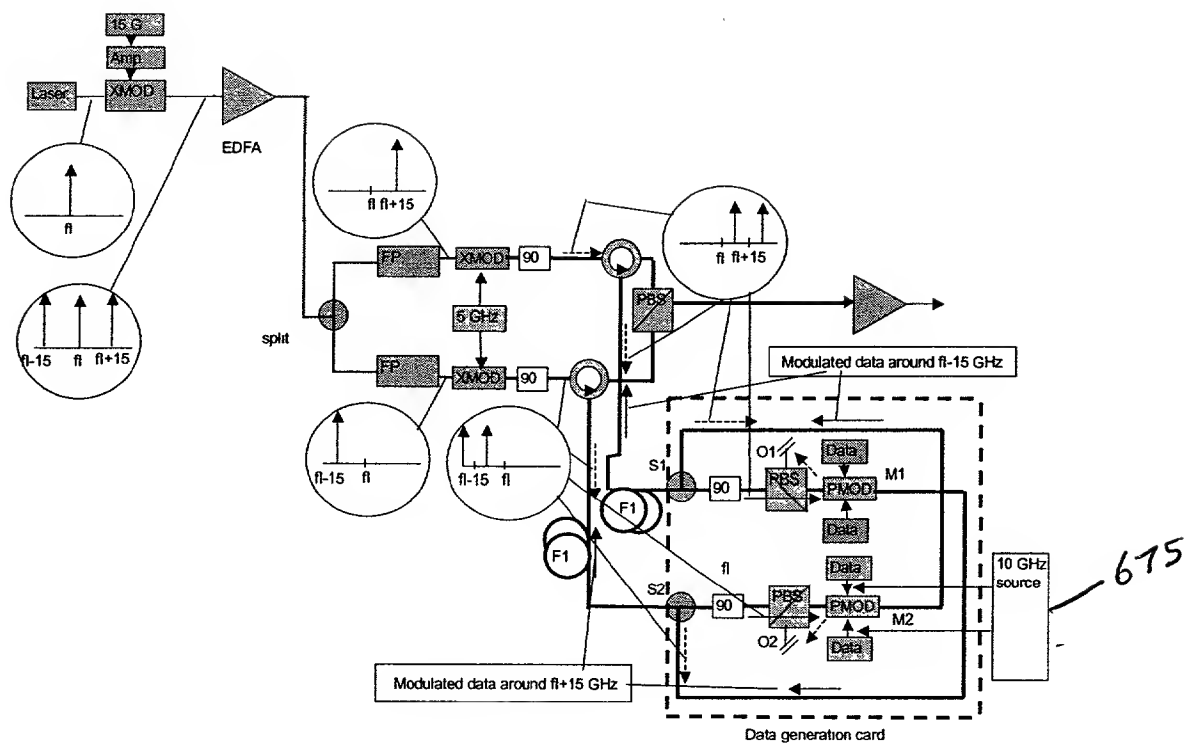 15 G
Amp
Laser
XMOD
EDFA
fl
fl-15 fl fl+15
split
fl fl+15
FP
XMOD
90
5 GHz
FP
XMOD
90
fl fl+15
PBS
fl-15 fl
fl-15 fl
Modulated data around fl-15 GHz
S1
90
O1
PBS
Data
PMOD
M1
Data
F1
F1
fl
S2
90
PBS
O2
Data
PMOD
M2
Data
10 GHz
source
675
Modulated data around fl+15 GHz
Data generation card